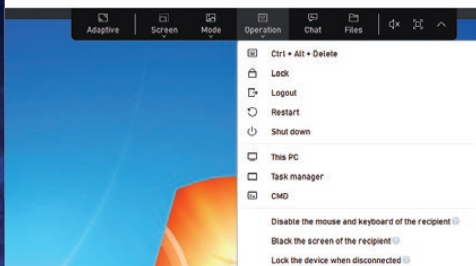 Adaptive
Screen
Mode
Operation
Chat
Files
Ctrl + Alt + Delete
Lock
Logout
Restart
Shut down
This PC
Task manager
CMD
Disable the mouse and keyboard of the recipient
Black the screen of the recipient
Lock the device when disconnected